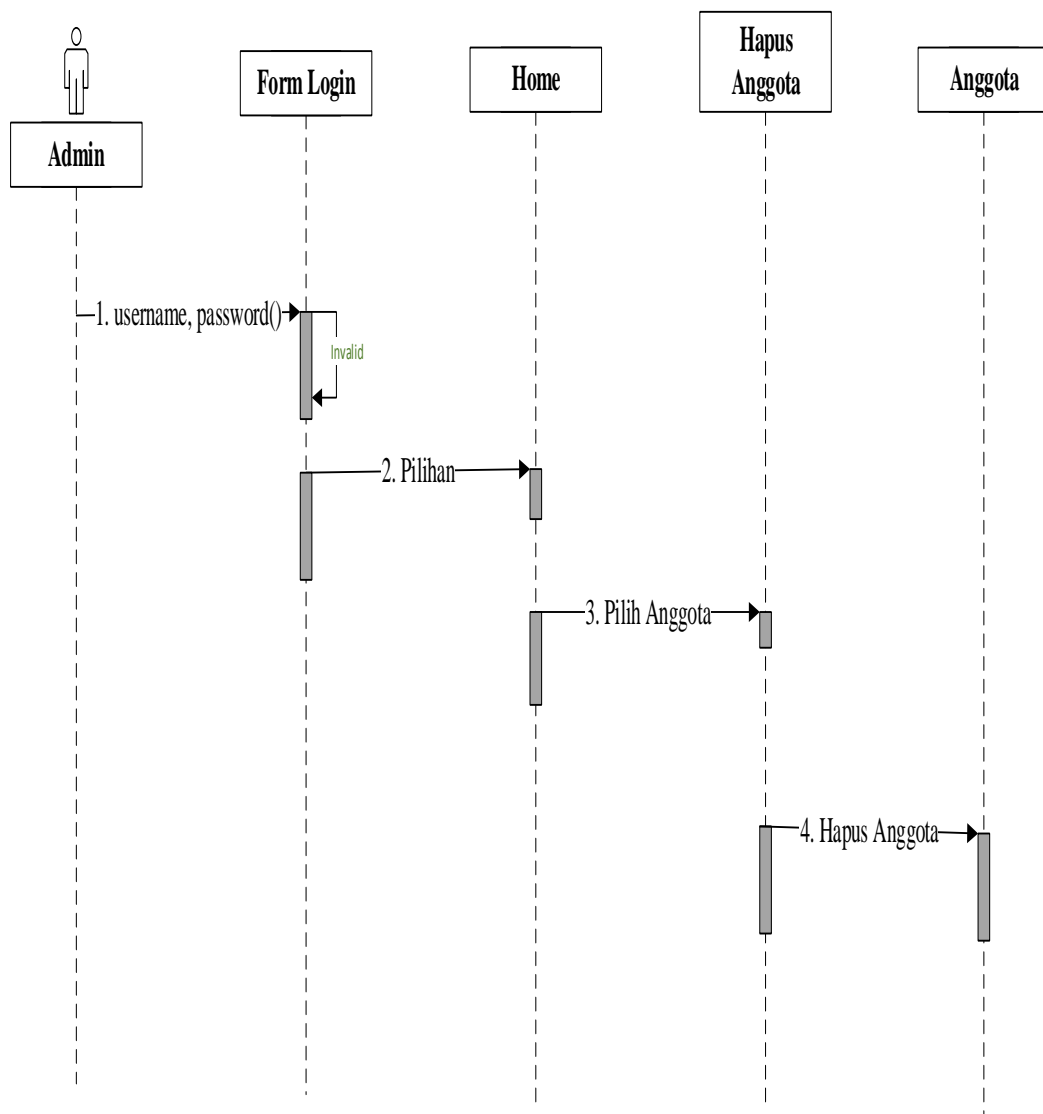 Admin
Form Login
Home
Hapus
Anggota
Anggota
1. username, password()
Invalid
2. Pilihan
3. Pilih Anggota
4. Hapus Anggota